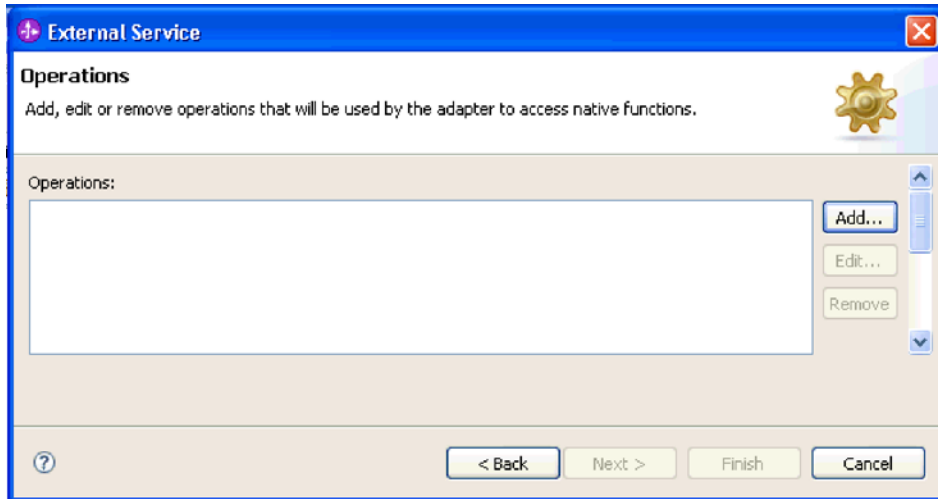 External Service
Operations
Add, edit or remove operations that will be used by the adapter to access native functions.
Operations:
Add...
Edit...
Remove
?
< Back Next > Finish Cancel